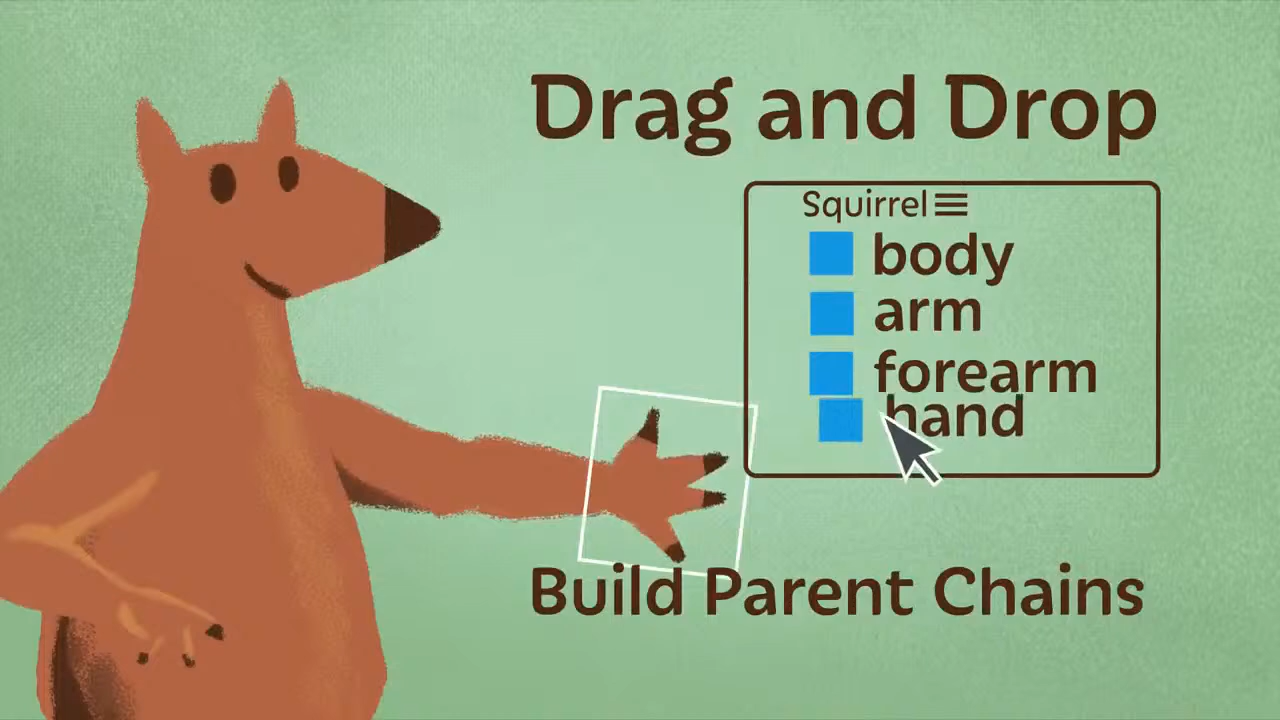 Drag and Drop
Squirrel
body
arm
forearm
hand
Build Parent Chains